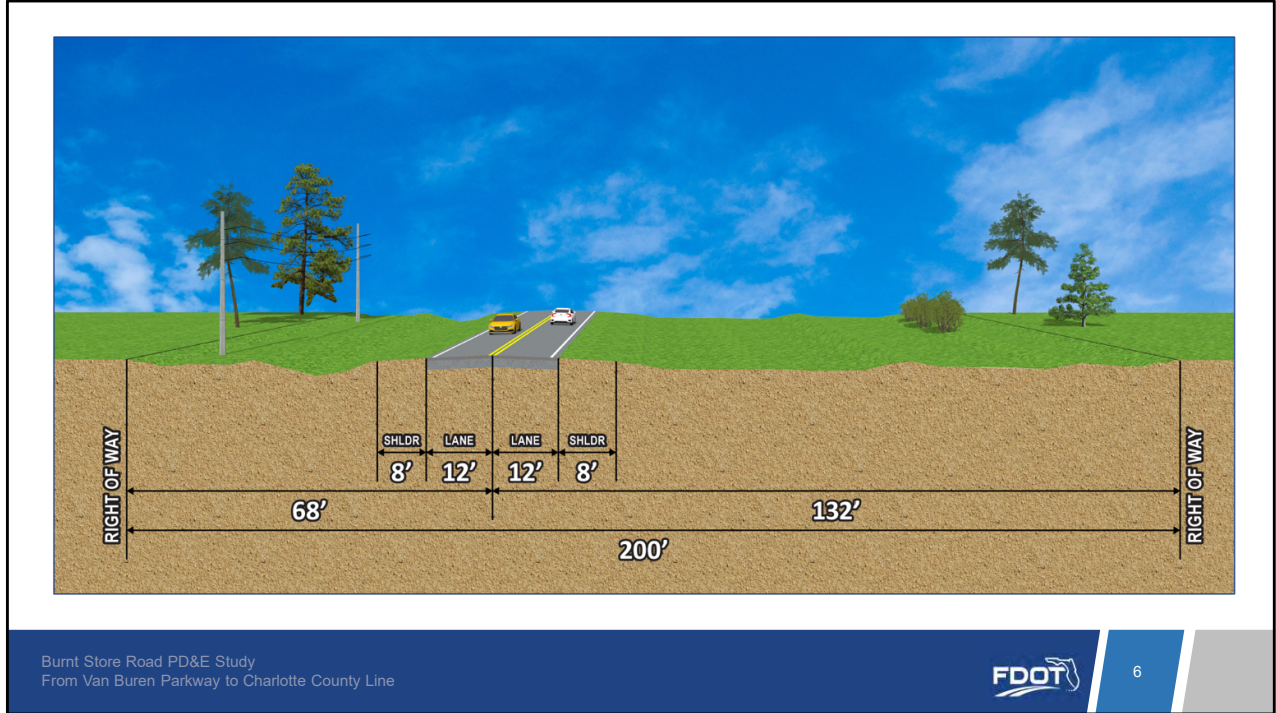 RIGHT OF WAY
SHLDR LANE LANE SHLDR
8’ 12’ 12’ 8’
68’ 132’
200’
RIGHT OF WAY
Burnt Store Road PD&E Study
From Van Buren Parkway to Charlotte County Line
FDOT
6